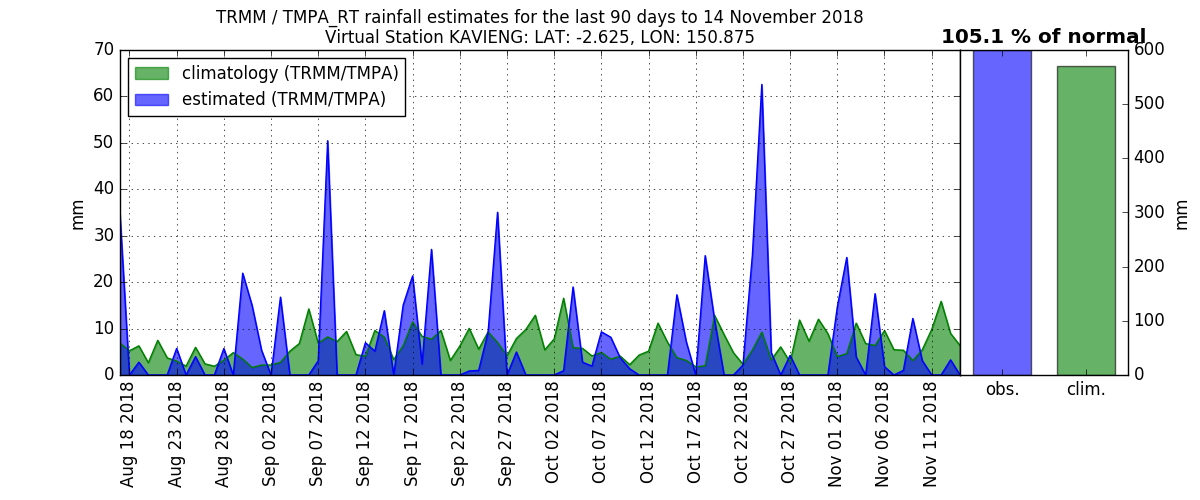 TRMM / TMPA_RT rainfall estimates for the last 90 days to 14 November 2018
Virtual Station KAVIENG: LAT: -2.625, LON: 150.875
105.1 % of normal
climatology (TRMM/TMPA)
estimated (TRMM/TMPA)
70
60
50
40
30
20
10
0
mm
Aug 18 2018
Aug 23 2018
Aug 28 2018
Sep 02 2018
Sep 07 2018
Sep 12 2018
Sep 17 2018
Sep 22 2018
Sep 27 2018
Oct 02 2018
Oct 07 2018
Oct 12 2018
Oct 17 2018
Oct 22 2018
Oct 27 2018
Nov 01 2018
Nov 06 2018
Nov 11 2018
obs.
clim.
600
500
400
300
200
100
0
mm